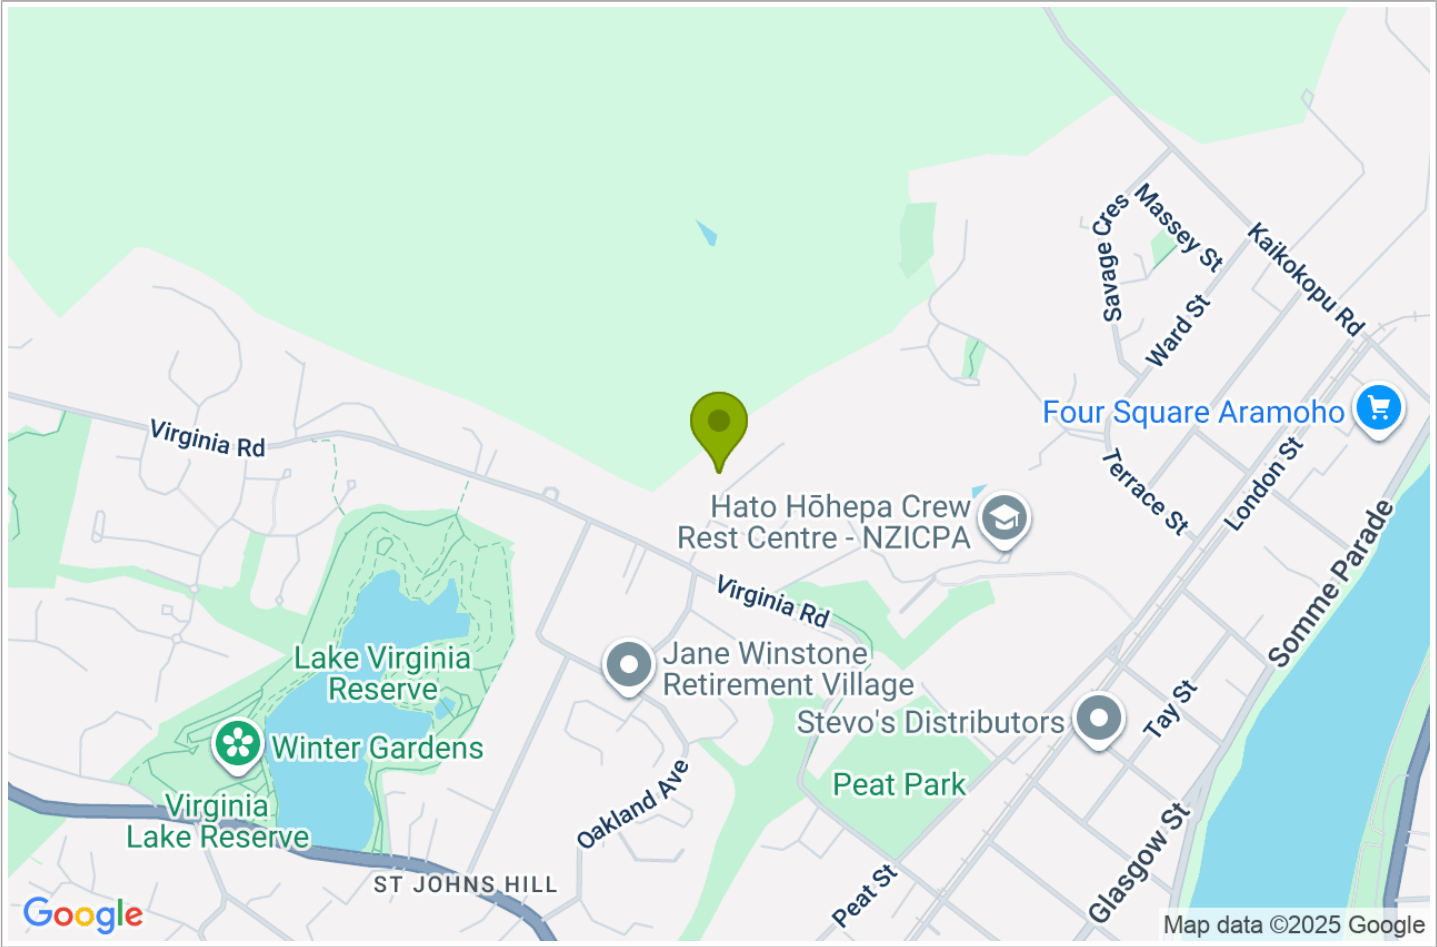 Massey St
Savage Cres
Kaikokopu Rd
Ward St
Four Square Aramoho
Virginia Rd
Terrace St
London St
Hato Hōhepa Crew
Rest Centre - NZICPA
Somme Parade
Virginia Rd
Lake Virginia
Reserve
Jane Winstone
Retirement Village
Stevo's Distributors
Tay St
Winter Gardens
Peat Park
Virginia
Lake Reserve
Oakland Ave
Glasgow St
ST JOHNS HILL
Peat St
Google
Map data ©2025 Google